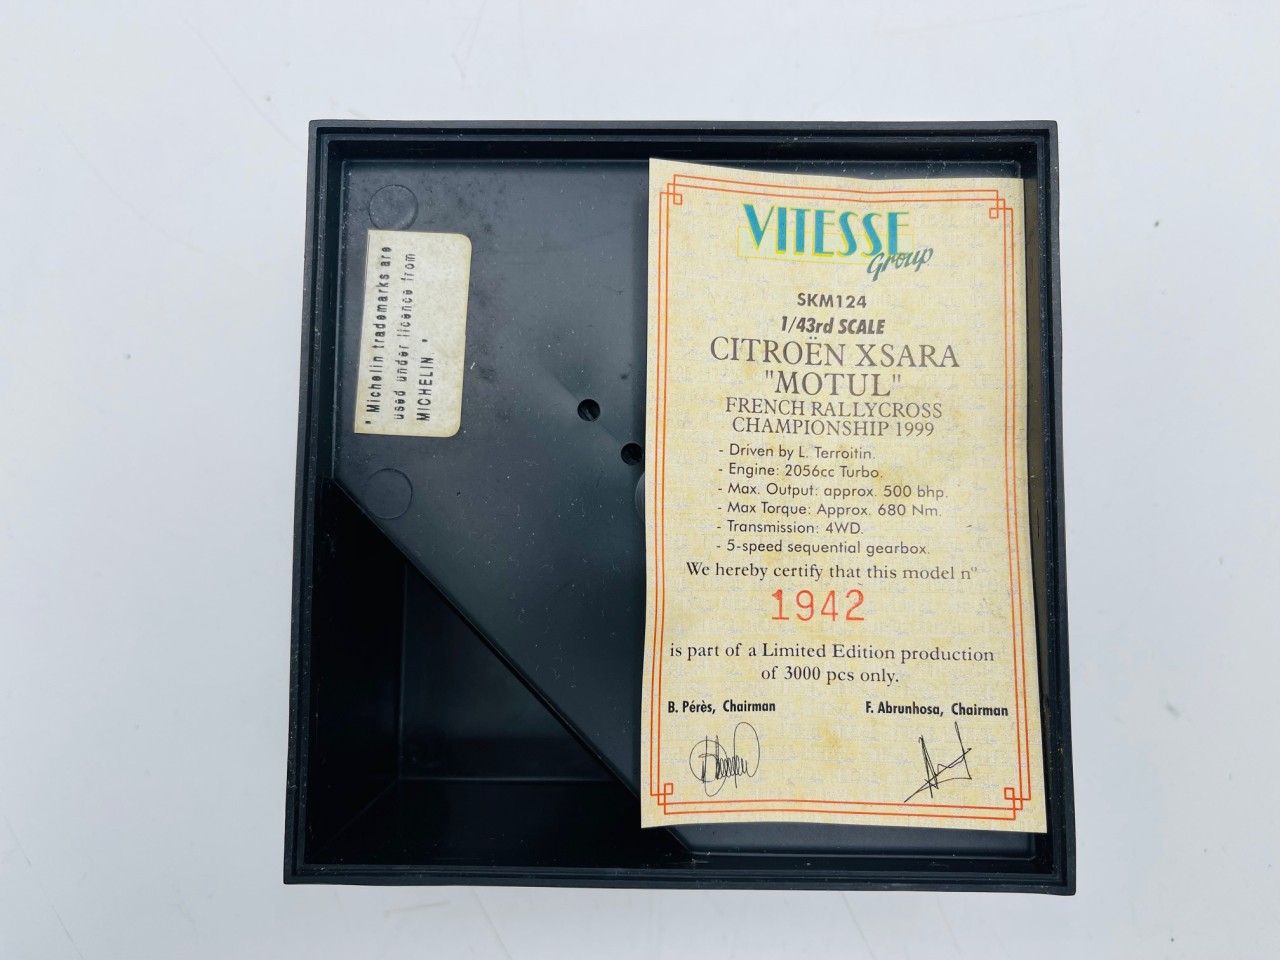 " Michelin trademarks are
used under licence from
MICHELIN "
VITESSE
Group
SKM124
1/43rd SCALE
CITROËN XSARA
"MOTUL"
FRENCH RALLYCROSS
CHAMPIONSHIP 1999
- Driven by L. Terroitin.
- Engine: 2056cc Turbo.
- Max. Output: approx. 500 bhp.
- Max Torque: Approx. 680 Nm.
- Transmission: 4WD.
- 5-speed sequential gearbox.
We hereby certify that this model nº
1942
is part of a Limited Edition production
of 3000 pcs only.
B. Pérès, Chairman F. Abrunhosa, Chairman